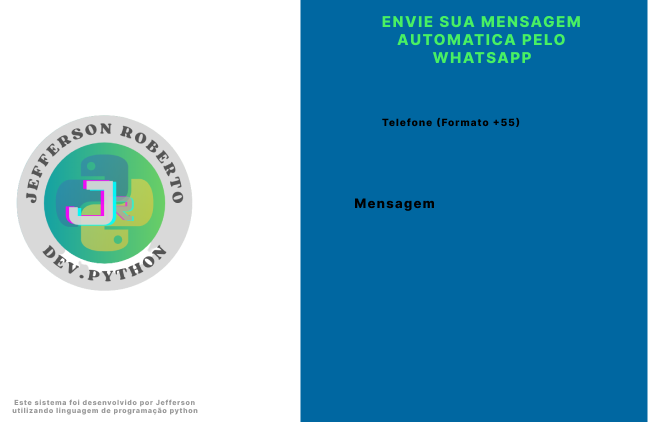 ENVIE SUA MENSAGEM
AUTOMATICA PELO
WHATSAPP
Telefone (Formato +55)
Mensagem
JEFFERSON ROBERTO
JR
DEV.PYTHON
Este sistema foi desenvolvido por Jefferson
utilizando linguagem de programação python